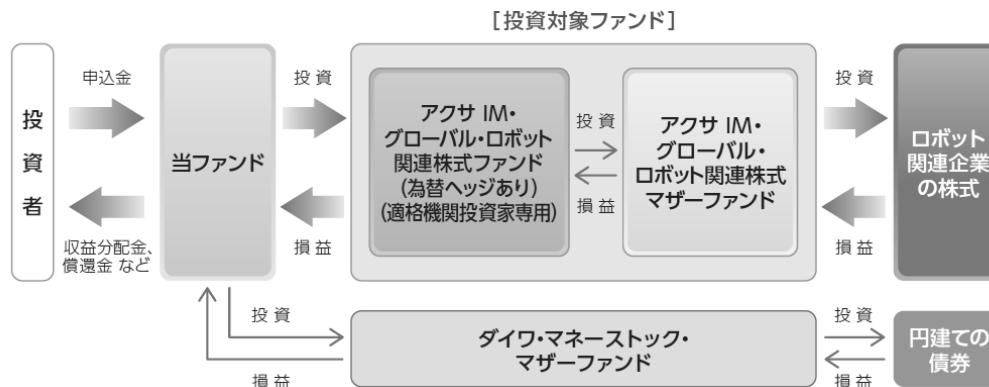 [投資対象ファンド]
投資者
申込金
収益分配金、
償還金 など
当ファンド
投 資
損 益
アクサ IM・
グローバル・ロボット
関連株式ファンド
(為替ヘッジあり)
(適格機関投資家専用)
投 資
損 益
アクサ IM・
グローバル・
ロボット関連株式
マザーファンド
投 資
損 益
ロボット
関連企業
の株式
投 資
損 益
ダイワ・マネーストック・
マザーファンド
投 資
損 益
円建ての
債券